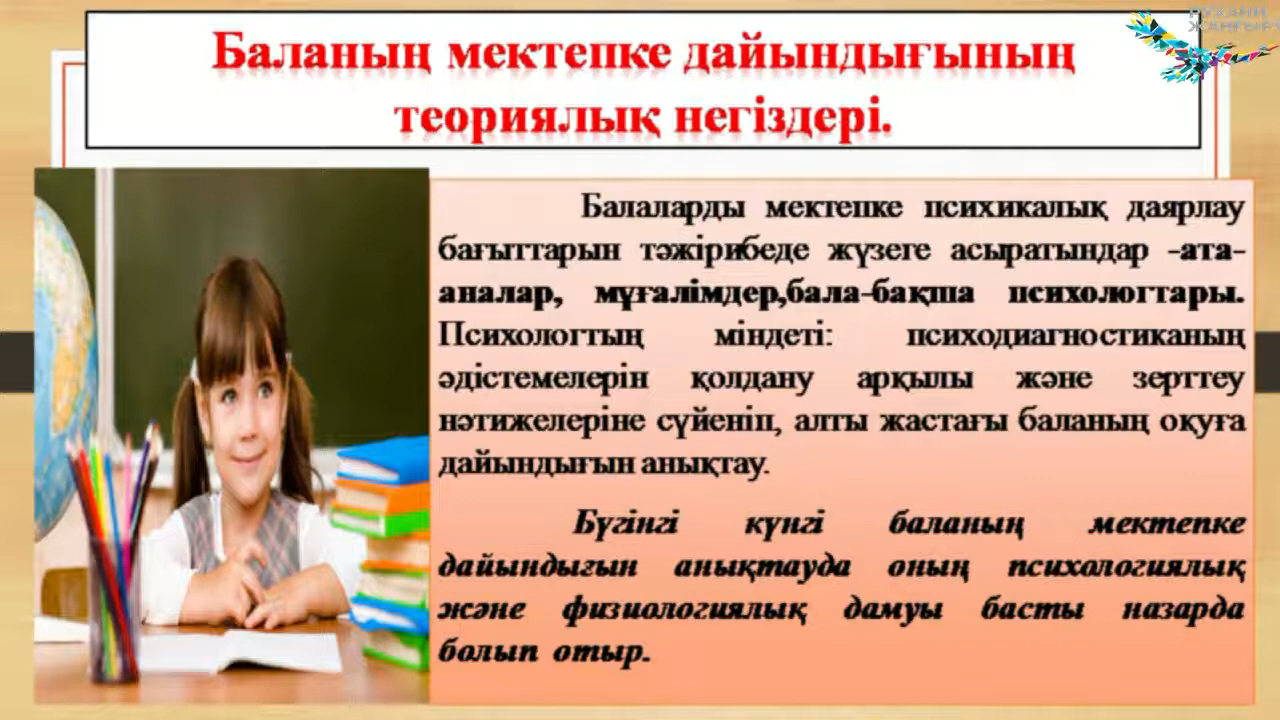 РУХАНИ
ЖАҢҒЫРУ
Баланың мектепке дайындығының
теориялық негіздері.
Балаларды мектепке психикалық даярлау
бағыттарын тәжірибеде жүзеге асыратындар -ата-
аналар, мұғалімдер,бала-бақша психологтары.
Психологтың міндеті: психодиагностиканың
әдістемелерін қолдану арқылы және зерттеу
нәтижелеріне сүйеніп, алты жастағы баланың оқуға
дайындығын анықтау.
Бүгінгі күнгі баланың мектепке
дайындығын анықтауда оның психологиялық
және физиологиялық дамуы басты назарда
болып отыр.